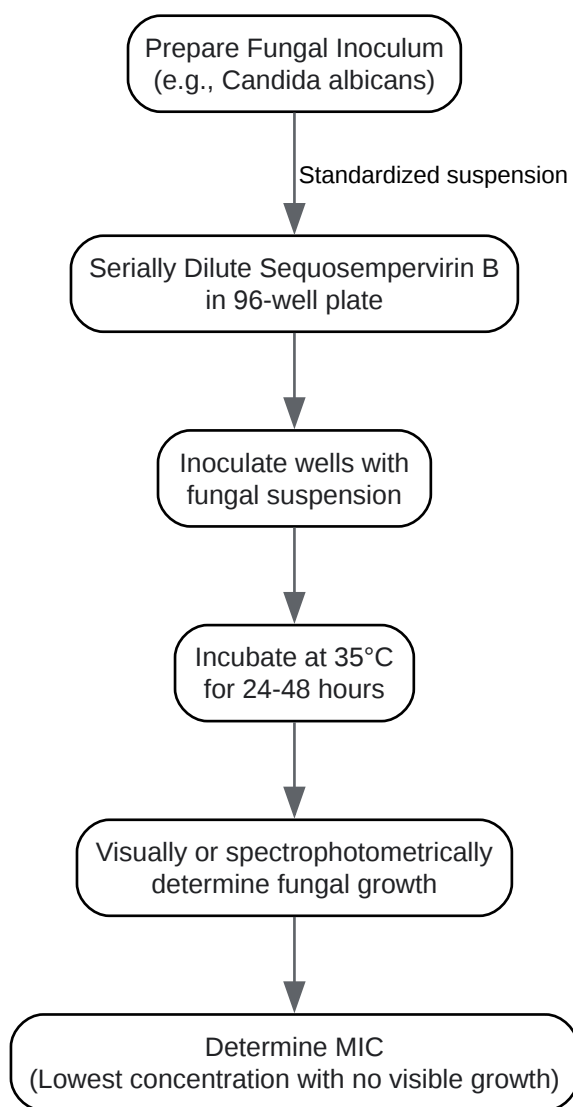 Prepare Fungal Inoculum
(e.g., Candida albicans)
Standardized suspension
Serially Dilute Sequosempervirin B
in 96-well plate
Inoculate wells with
fungal suspension
Incubate at 35°C
for 24-48 hours
Visually or spectrophotometrically
determine fungal growth
Determine MIC
(Lowest concentration with no visible growth)